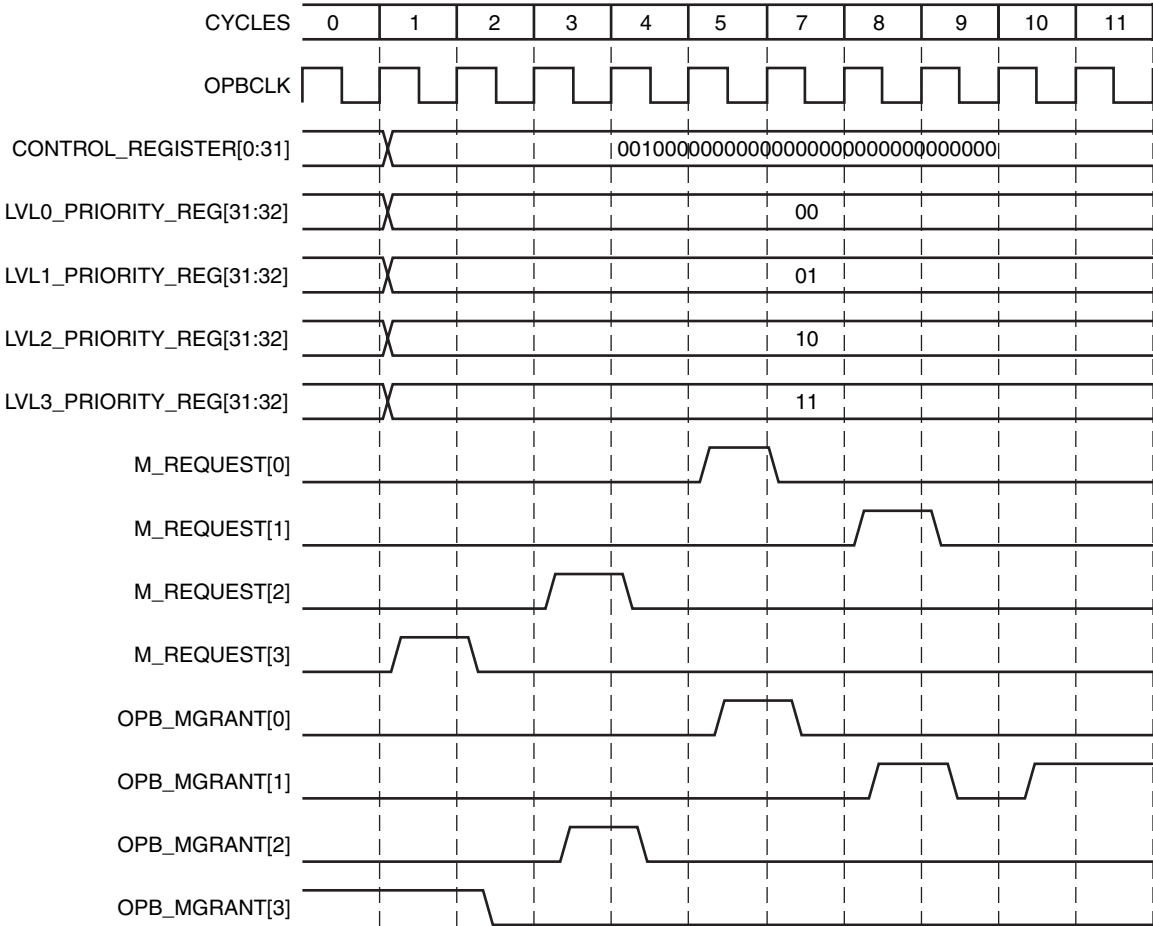 CYCLES 0 1 2 3 4 5 7 8 9 10 11
OPBCLK
CONTROL_REGISTER[0:31] 00100000000000000000000000000000
LVL0_PRIORITY_REG[31:32] 00
LVL1_PRIORITY_REG[31:32] 01
LVL2_PRIORITY_REG[31:32] 10
LVL3_PRIORITY_REG[31:32] 11
M_REQUEST[0]
M_REQUEST[1]
M_REQUEST[2]
M_REQUEST[3]
OPB_MGRANT[0]
OPB_MGRANT[1]
OPB_MGRANT[2]
OPB_MGRANT[3]